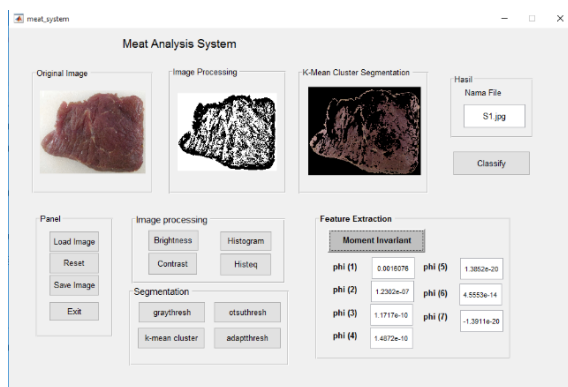 meat_system
Meat Analysis System
Original Image
Image Processing
K-Mean Cluster Segmentation
Hasil
Nama File
S1.jpg
Classify
Panel
Load Image
Reset
Save Image
Exit
Image processing
Brightness
Histogram
Contrast
Histeq
Segmentation
graythresh
otsuthresh
k-mean cluster
adaptthresh
Feature Extraction
Moment Invariant
phi (1) 0.0016076 phi (5) 1.3862e-20
phi (2) 1.2302e-07 phi (6) 4.5553e-14
phi (3) 1.1717e-10 phi (7) -1.3911e-20
phi (4) 1.4872e-10